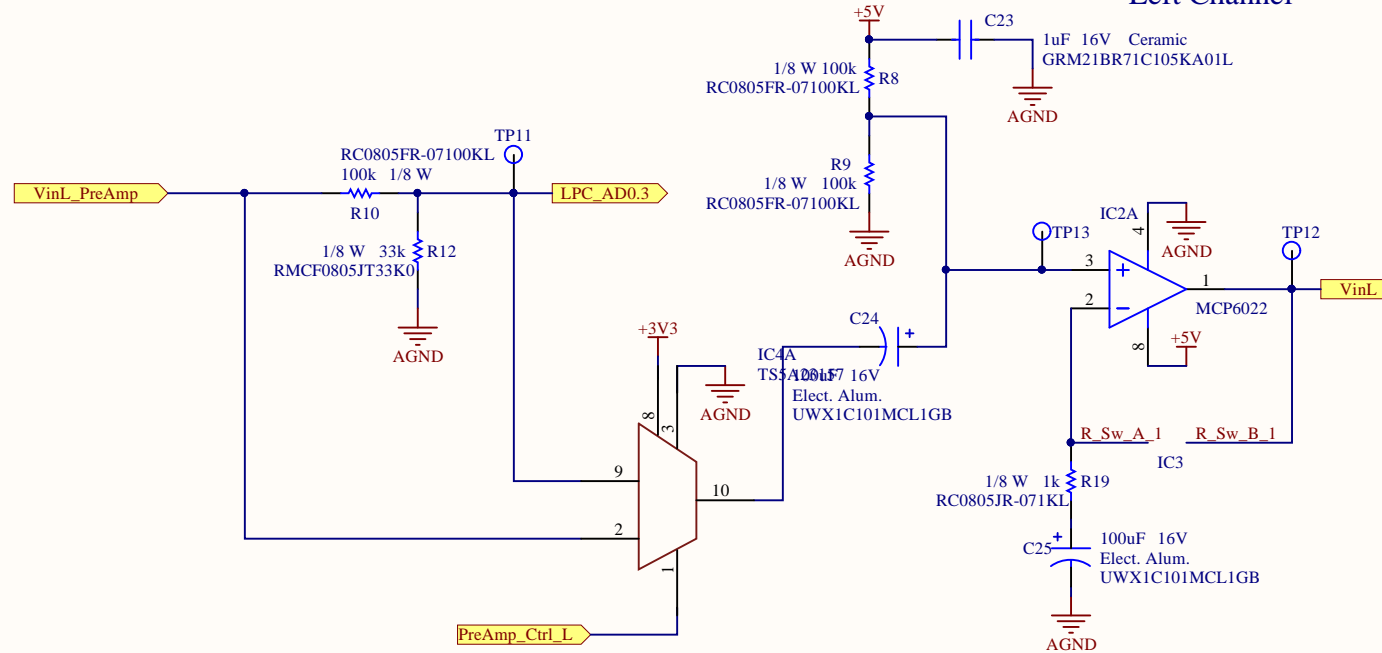 Left Channel
+5V
C23
1uF 16V Ceramic
GRM21BR71C105KA01L
AGND
1/8 W 100k
R8
RC0805FR-07100KL
R9
1/8 W 100k
RC0805FR-07100KL
AGND
TP11
RC0805FR-07100KL
100k 1/8 W
VinL_PreAmp
LPC_AD0.3
R10
1/8 W 33k R12
RMCF0805JT33K0
AGND
TP13
IC2A
4
AGND
TP12
3
2
1
VinL
MCP6022
8
+5V
C24
+
+3V3
IC4A
TS5A23157
100uF 16V
Elect. Alum.
UWX1C101MCL1GB
8
3
AGND
9
10
2
1
PreAmp_Ctrl_L
R_Sw_A_1
R_Sw_B_1
IC3
1/8 W 1k R19
RC0805JR-071KL
+
C25
100uF 16V
Elect. Alum.
UWX1C101MCL1GB
AGND